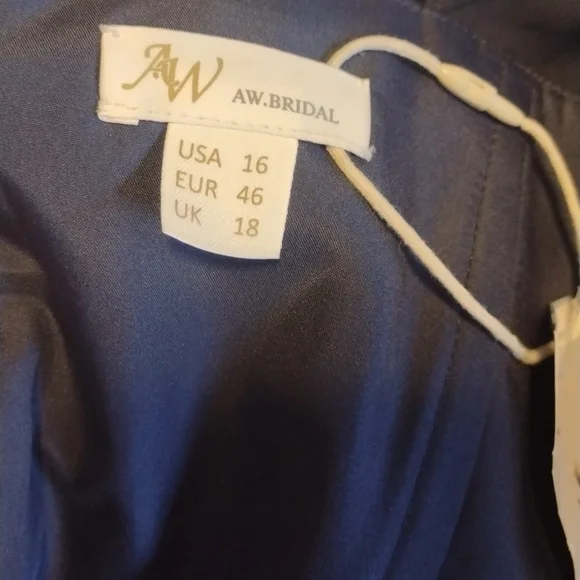 AW AW.BRIDAL
USA 16
EUR 46
UK 18